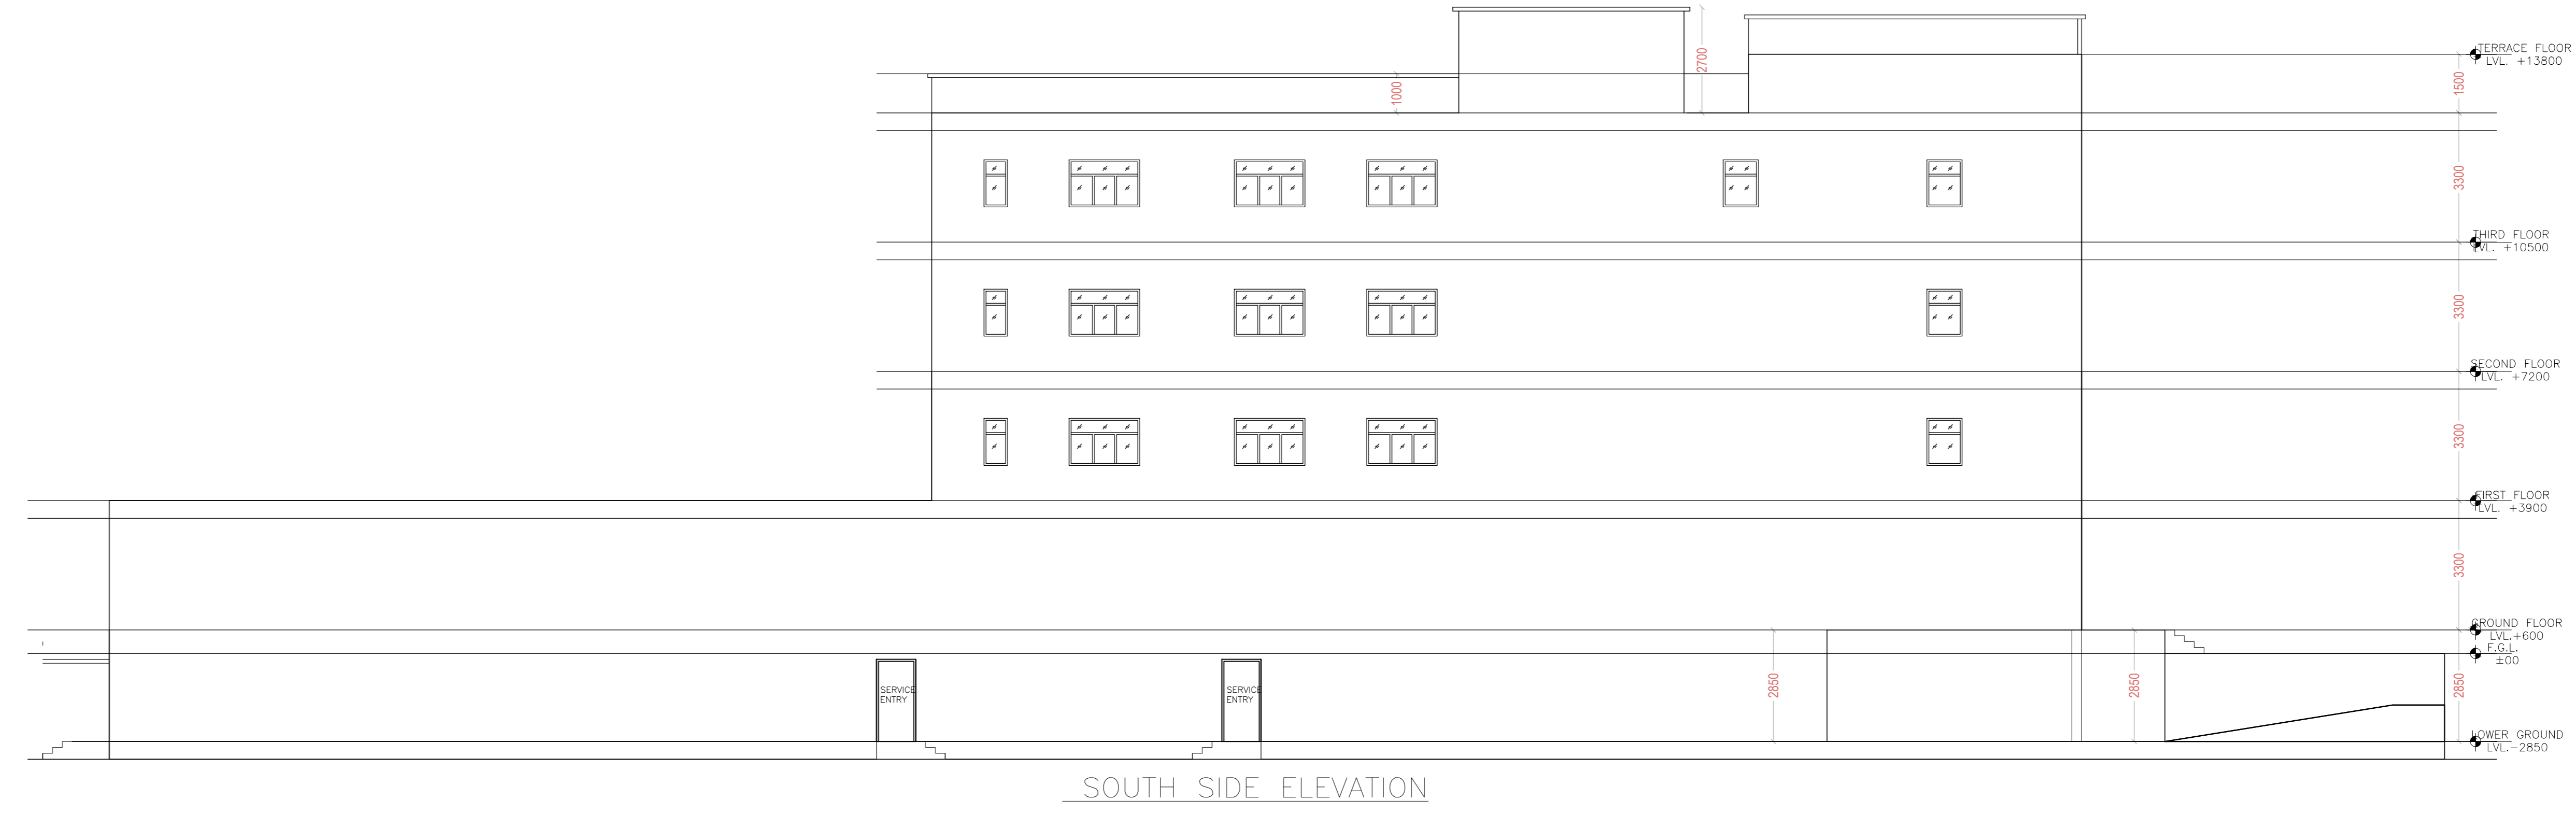 2700
TERRACE FLOOR
LVL. +13800
1000
1500
3300
THIRD FLOOR
LVL. +10500
3300
SECOND FLOOR
LVL. +7200
3300
FIRST FLOOR
LVL. +3900
3300
GROUND FLOOR
LVL.+600
F.G.L.
±00
SERVICE
ENTRY
SERVICE
ENTRY
2850
2850
2850
LOWER GROUND
LVL.-2850
SOUTH SIDE ELEVATION